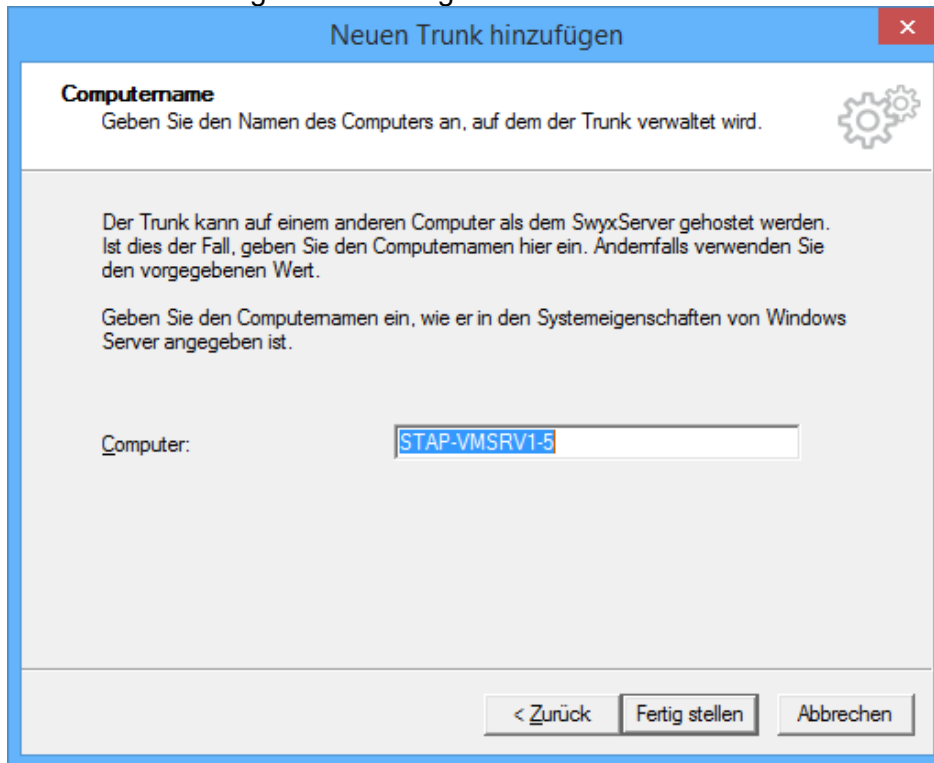 Neuen Trunk hinzufügen
Computername
Geben Sie den Namen des Computers an, auf dem der Trunk verwaltet wird.
Der Trunk kann auf einem anderen Computer als dem SwyxServer gehostet werden.
Ist dies der Fall, geben Sie den Computernamen hier ein. Andernfalls verwenden Sie
den vorgegebenen Wert.
Geben Sie den Computernamen ein, wie er in den Systemeigenschaften von Windows
Server angegeben ist.
Computer:
STAP-VMSRV1-5
< Zurück
Fertig stellen
Abbrechen